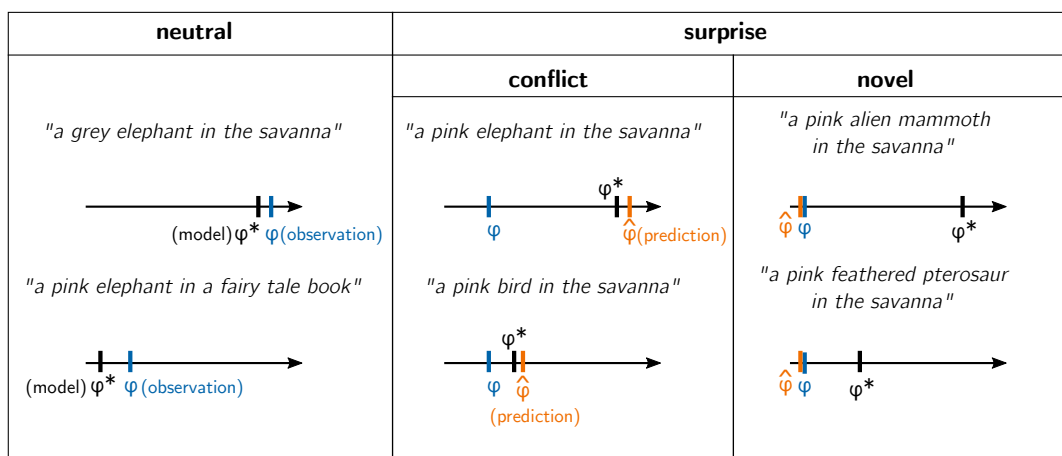 neutral
surprise
conflict
novel
"a grey elephant in the savanna"
(model) φ* φ (observation)
"a pink elephant in a fairy tale book"
(model) φ* φ (observation)
"a pink elephant in the savanna"
φ*
φ φ̂ (prediction)
"a pink bird in the savanna"
φ*
φ φ̂
(prediction)
"a pink alien mammoth
in the savanna"
φ̂ φ φ*
"a pink feathered pterosaur
in the savanna"
φ̂ φ φ*